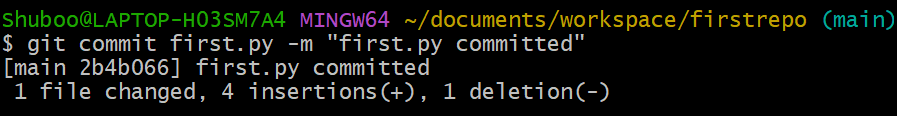 Shuboo@LAPTOP-H03SM7A4 MINGW64 ~/documents/workspace/firstrepo (main)
$ git commit first.py -m "first.py committed"
[main 2b4b066] first.py committed
 1 file changed, 4 insertions(+), 1 deletion(-)